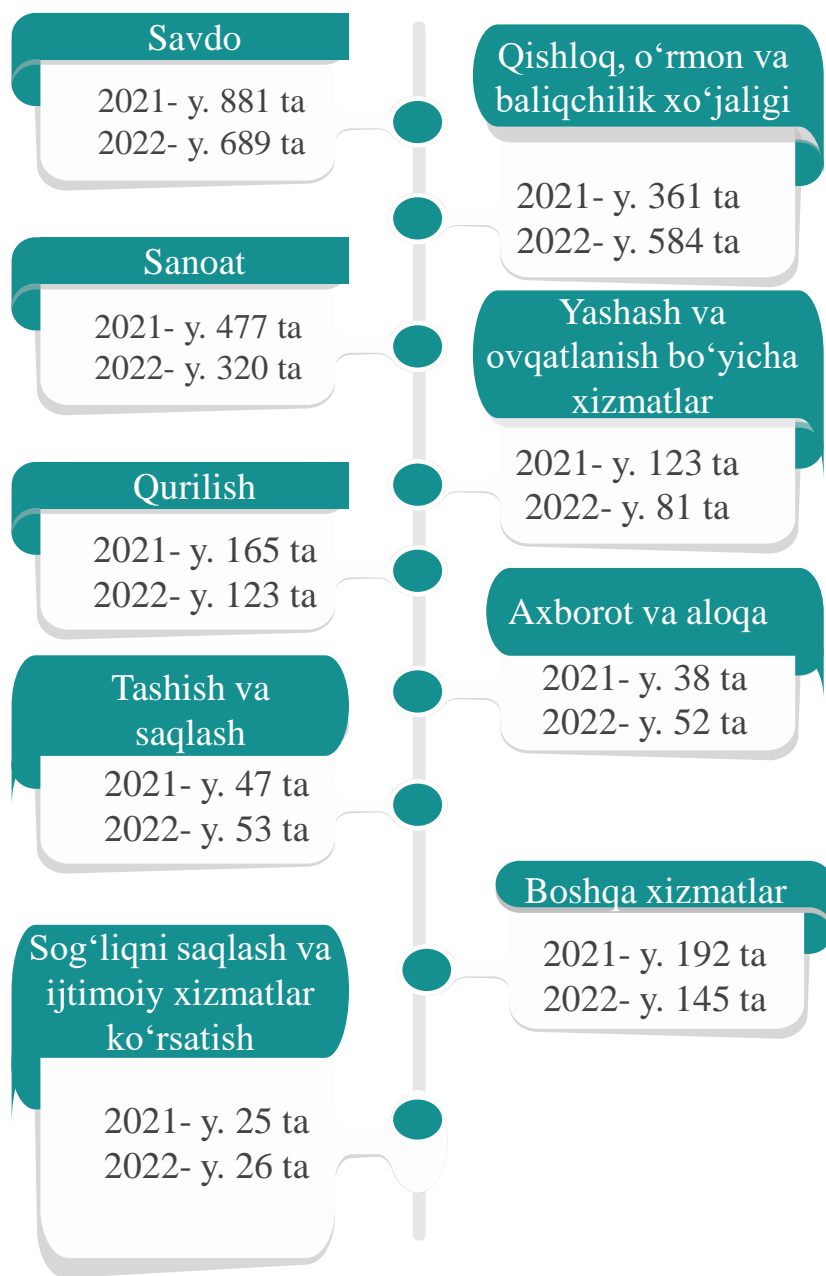 Savdo
2021- y. 881 ta
2022- y. 689 ta
Qishloq, o‘rmon va
baliqchilik xo‘jaligi
2021- y. 361 ta
2022- y. 584 ta
Sanoat
2021- y. 477 ta
2022- y. 320 ta
Yashash va
ovqatlanish bo‘yicha
xizmatlar
2021- y. 123 ta
2022- y. 81 ta
Qurilish
2021- y. 165 ta
2022- y. 123 ta
Axborot va aloqa
2021- y. 38 ta
2022- y. 52 ta
Tashish va
saqlash
2021- y. 47 ta
2022- y. 53 ta
Boshqa xizmatlar
2021- y. 192 ta
2022- y. 145 ta
Sog‘liqni saqlash va
ijtimoiy xizmatlar
ko‘rsatish
2021- y. 25 ta
2022- y. 26 ta